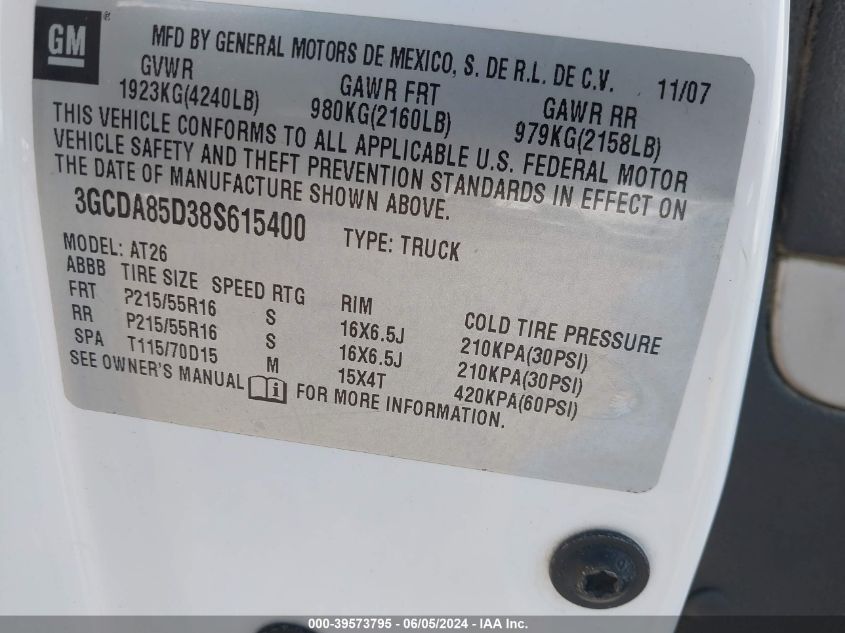 GM ®
MFD BY GENERAL MOTORS DE MEXICO, S. DE R.L. DE C.V. 11/07
GVWR GAWR FRT GAWR RR
1923KG(4240LB) 980KG(2160LB) 979KG(2158LB)
THIS VEHICLE CONFORMS TO ALL APPLICABLE U.S. FEDERAL MOTOR
VEHICLE SAFETY AND THEFT PREVENTION STANDARDS IN EFFECT ON
THE DATE OF MANUFACTURE SHOWN ABOVE.
3GCDA85D38S615400 TYPE: TRUCK
MODEL: AT26
ABBB TIRE SIZE SPEED RTG RIM COLD TIRE PRESSURE
FRT P215/55R16 S 16X6.5J 210KPA(30PSI)
RR P215/55R16 S 16X6.5J 210KPA(30PSI)
SPA T115/70D15 M 15X4T 420KPA(60PSI)
SEE OWNER'S MANUAL i FOR MORE INFORMATION.
000-39573795 - 06/05/2024 - IAA Inc.